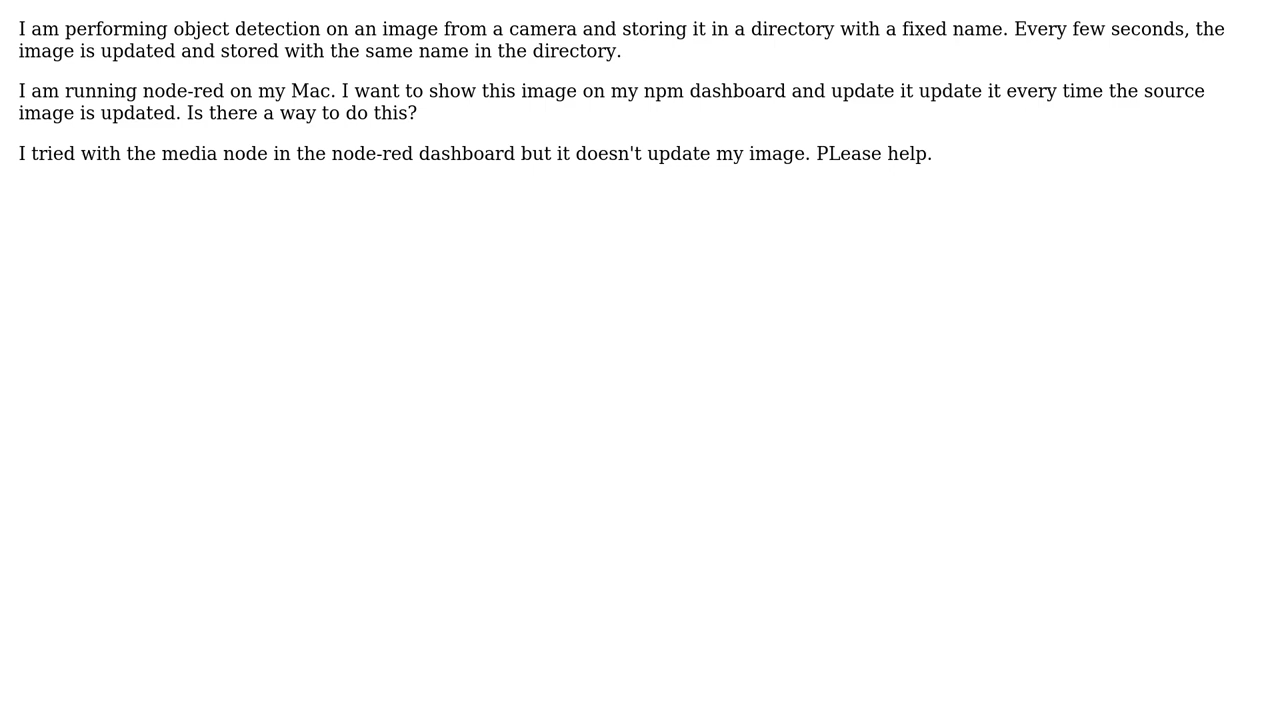 I am performing object detection on an image from a camera and storing it in a directory with a fixed name. Every few seconds, the
image is updated and stored with the same name in the directory.
I am running node-red on my Mac. I want to show this image on my npm dashboard and update it update it every time the source
image is updated. Is there a way to do this?
I tried with the media node in the node-red dashboard but it doesn't update my image. PLease help.